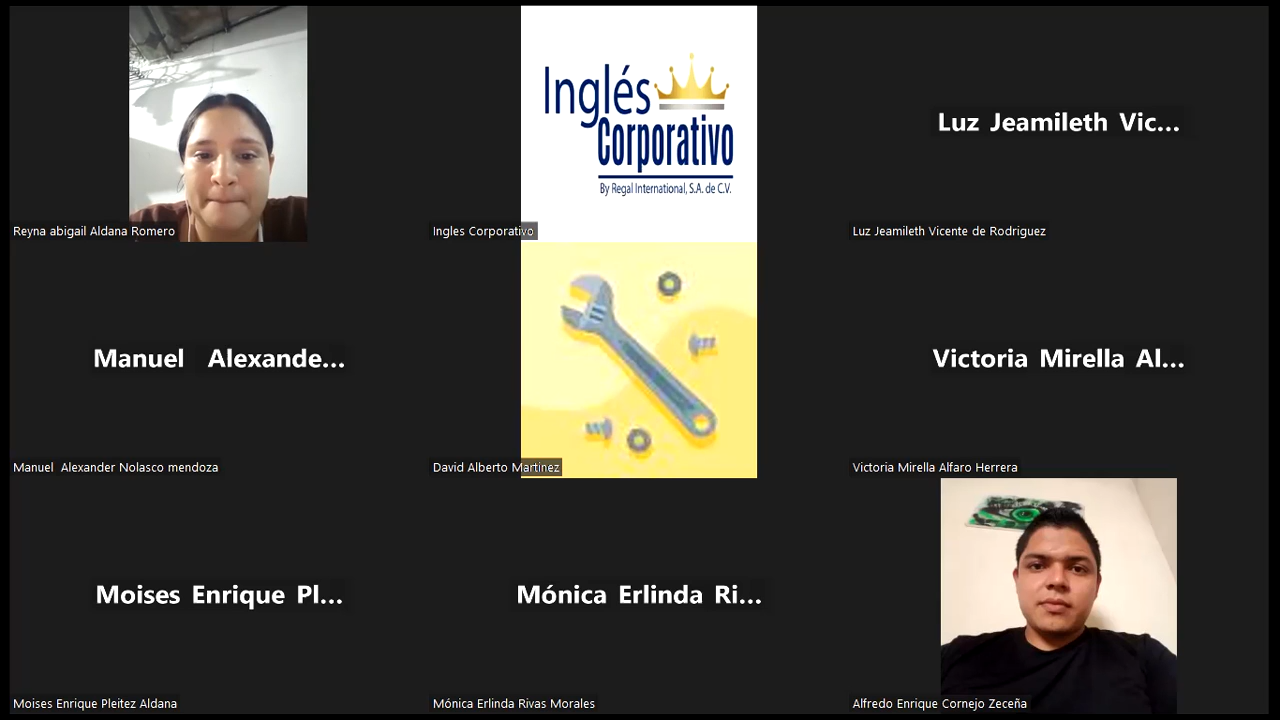 Inglés
Corporativo
By Regal International, S.A. de C.V.
Luz Jeamileth Vic...
Reyna abigail Aldana Romero
Ingles Corporativo
Luz Jeamileth Vicente de Rodriguez
Manuel Alexande...
Victoria Mirella Al...
Manuel Alexander Nolasco mendoza
David Alberto Martinez
Victoria Mirella Alfaro Herrera
Moises Enrique Pl...
Mónica Erlinda Ri...
Moises Enrique Pleitez Aldana
Mónica Erlinda Rivas Morales
Alfredo Enrique Cornejo Zeceña